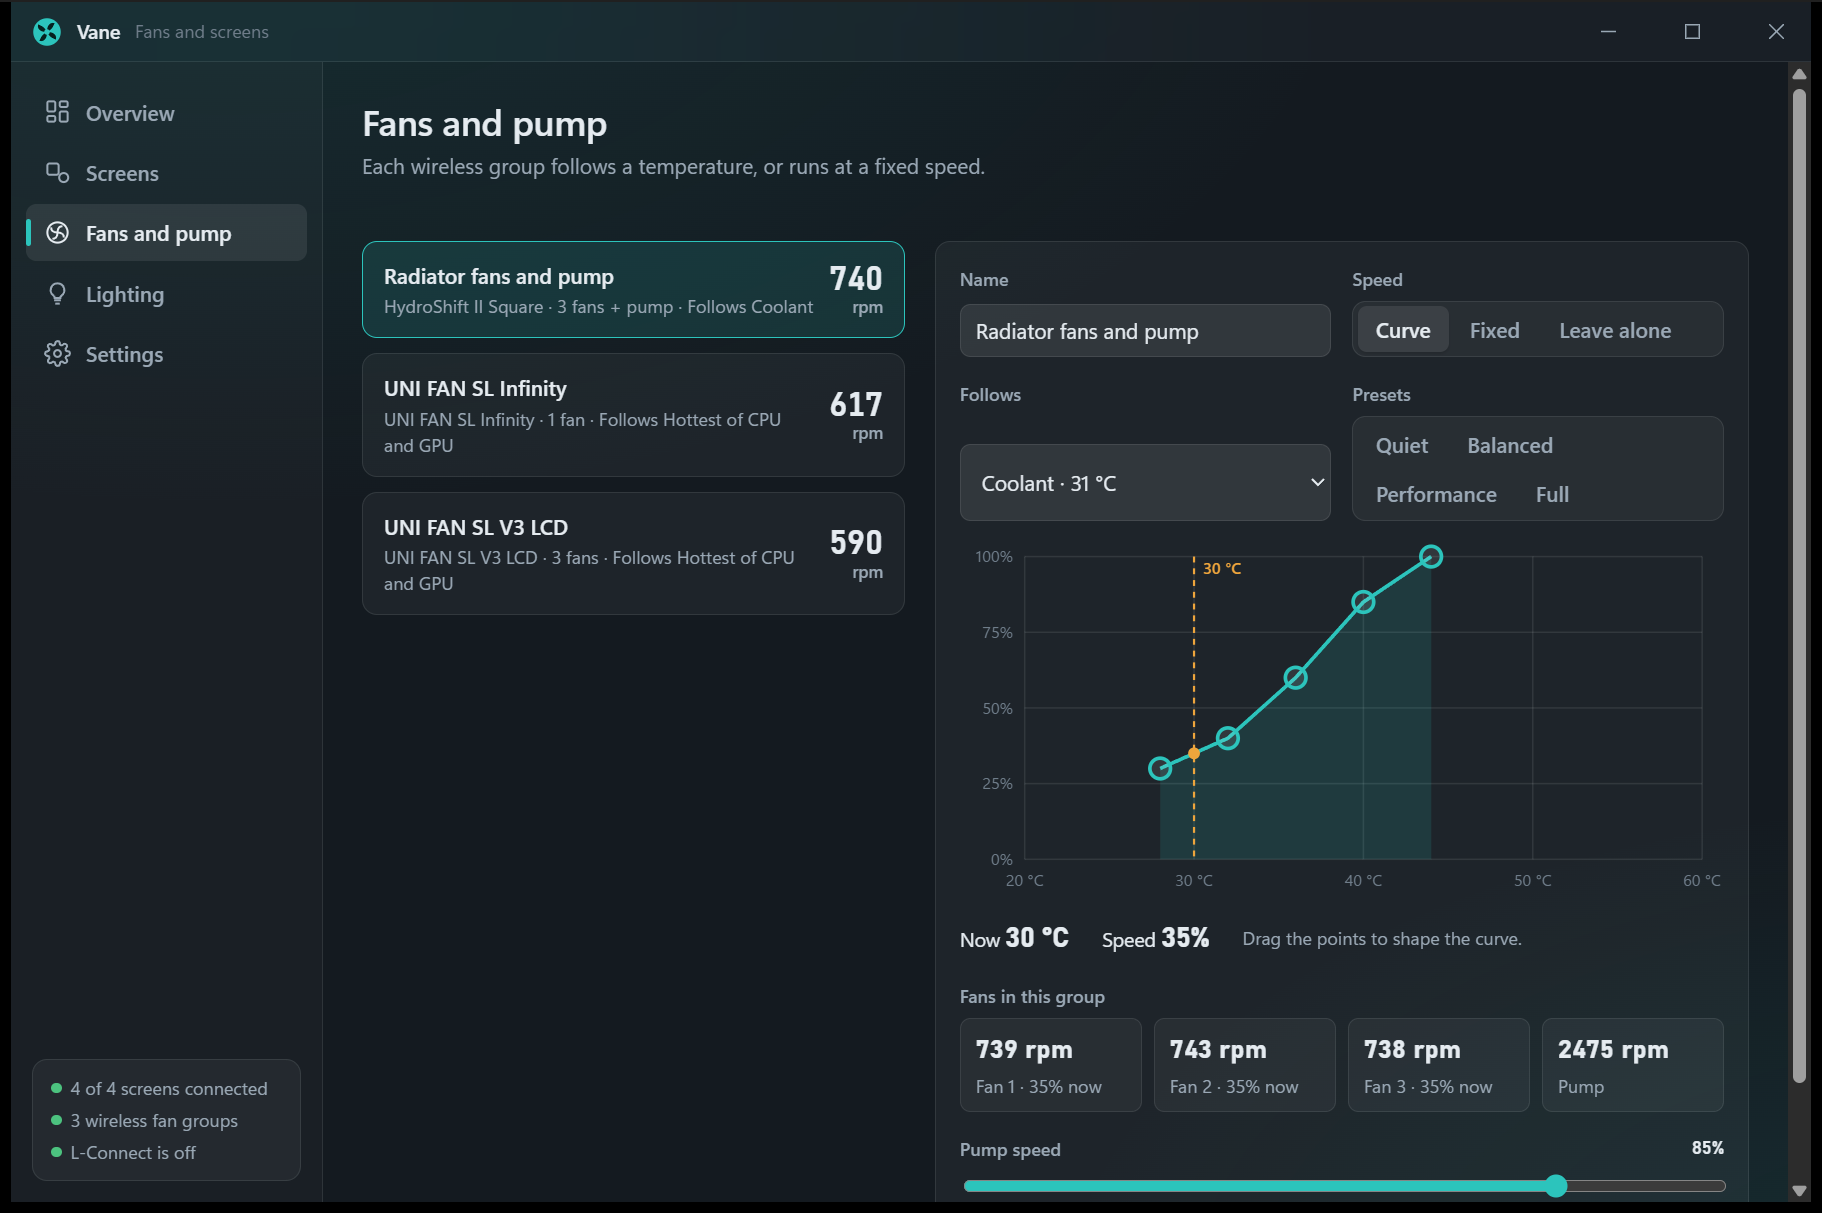 Vane Fans and screens
Overview
Screens
Fans and pump
Lighting
Settings
4 of 4 screens connected
3 wireless fan groups
L-Connect is off
Fans and pump
Each wireless group follows a temperature, or runs at a fixed speed.
Radiator fans and pump
HydroShift II Square · 3 fans + pump · Follows Coolant
740
rpm
UNI FAN SL Infinity
UNI FAN SL Infinity · 1 fan · Follows Hottest of CPU
and GPU
617
rpm
UNI FAN SL V3 LCD
UNI FAN SL V3 LCD · 3 fans · Follows Hottest of CPU
and GPU
590
rpm
Name
Radiator fans and pump
Speed
Curve Fixed Leave alone
Follows
Coolant · 31 °C
Presets
Quiet Balanced
Performance Full
100%
75%
50%
25%
0%
30 °C
20 °C 30 °C 40 °C 50 °C 60 °C
Now 30 °C Speed 35% Drag the points to shape the curve.
Fans in this group
739 rpm
Fan 1 · 35% now
743 rpm
Fan 2 · 35% now
738 rpm
Fan 3 · 35% now
2475 rpm
Pump
Pump speed 85%